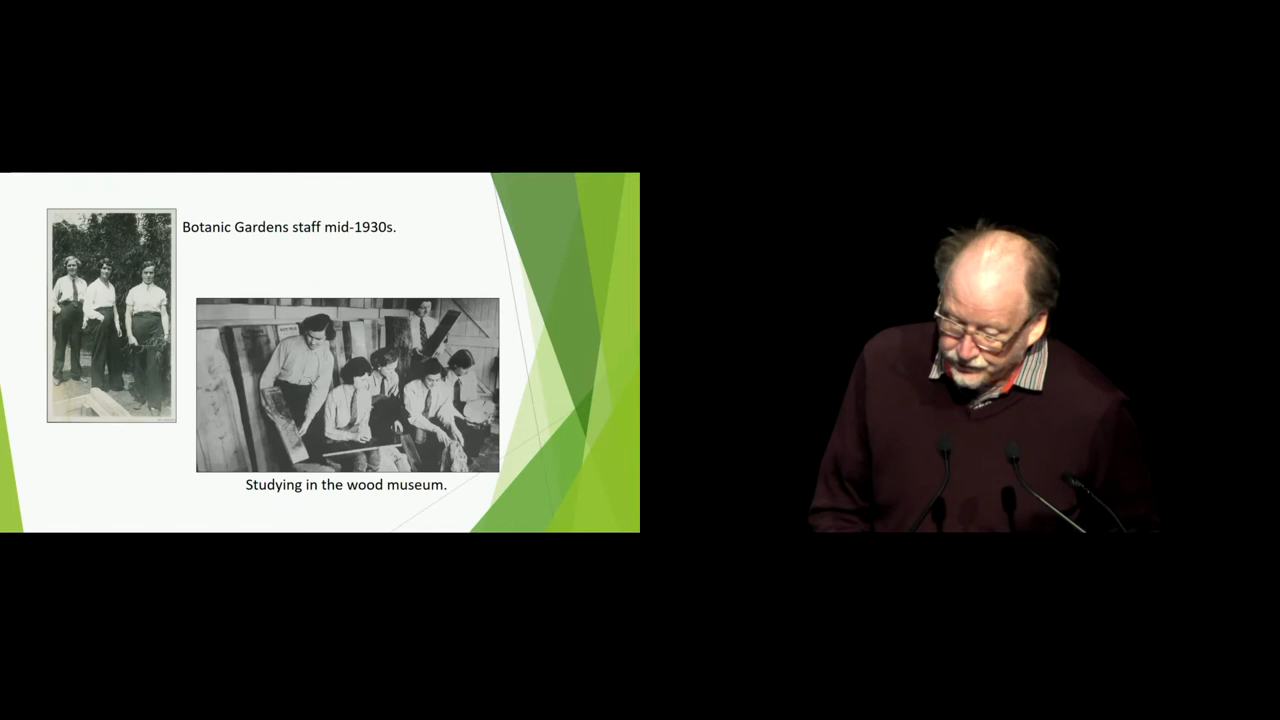 Botanic Gardens staff mid-1930s.
Studying in the wood museum.